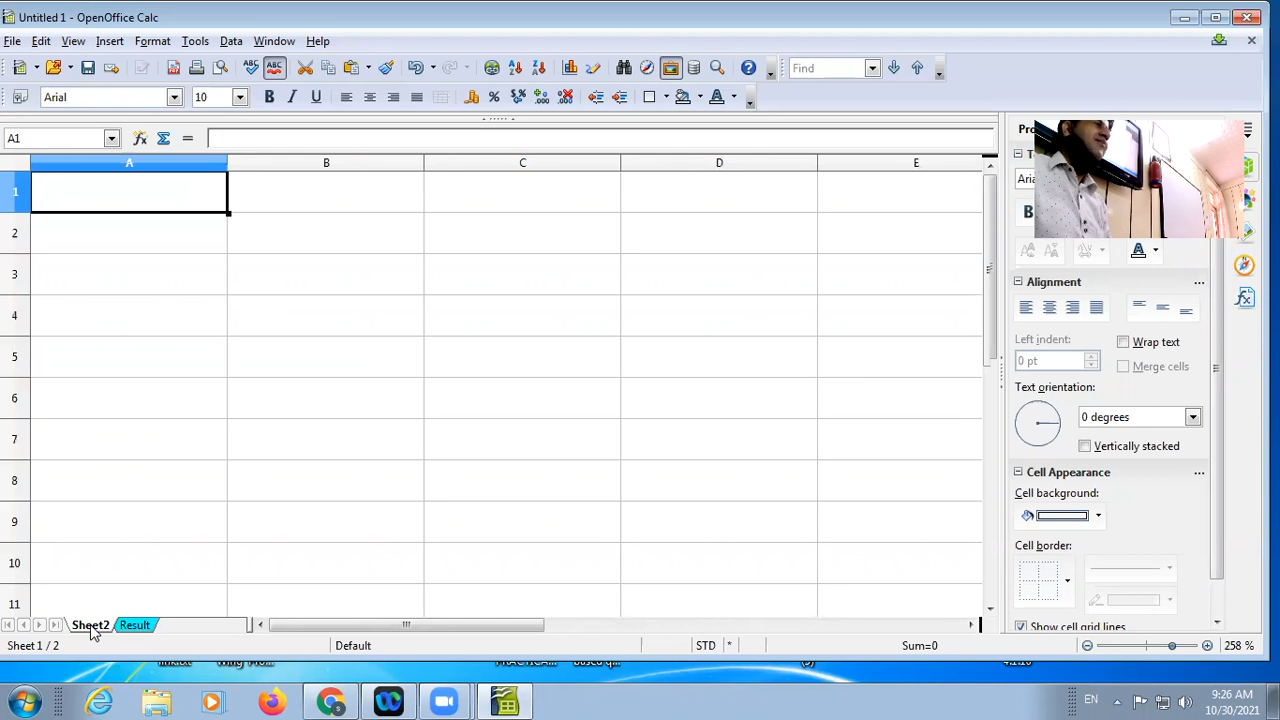 Untitled 1 - OpenOffice Calc
File Edit View Insert Format Tools Data Window Help
ABC ABC Find
Arial 10 B I U
A1
A B C D E
1
2
3
4
5
6
7
8
9
10
11
Alignment
Left indent:
0 pt
Wrap text
Merge cells
Text orientation:
0 degrees
Vertically stacked
Cell Appearance
Cell background:
Cell border:
Show cell grid lines
Sheet2 Result
Sheet 1 / 2 Default STD * Sum=0 258 %
EN
9:26 AM
10/30/2021